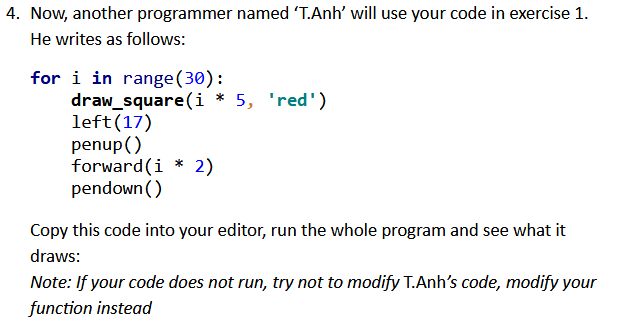 4. Now, another programmer named ‘T.Anh’ will use your code in exercise 1.
He writes as follows:
for i in range(30):
    draw_square(i * 5, 'red')
    left(17)
    penup()
    forward(i * 2)
    pendown()
Copy this code into your editor, run the whole program and see what it
draws:
Note: If your code does not run, try not to modify T.Anh’s code, modify your
function instead